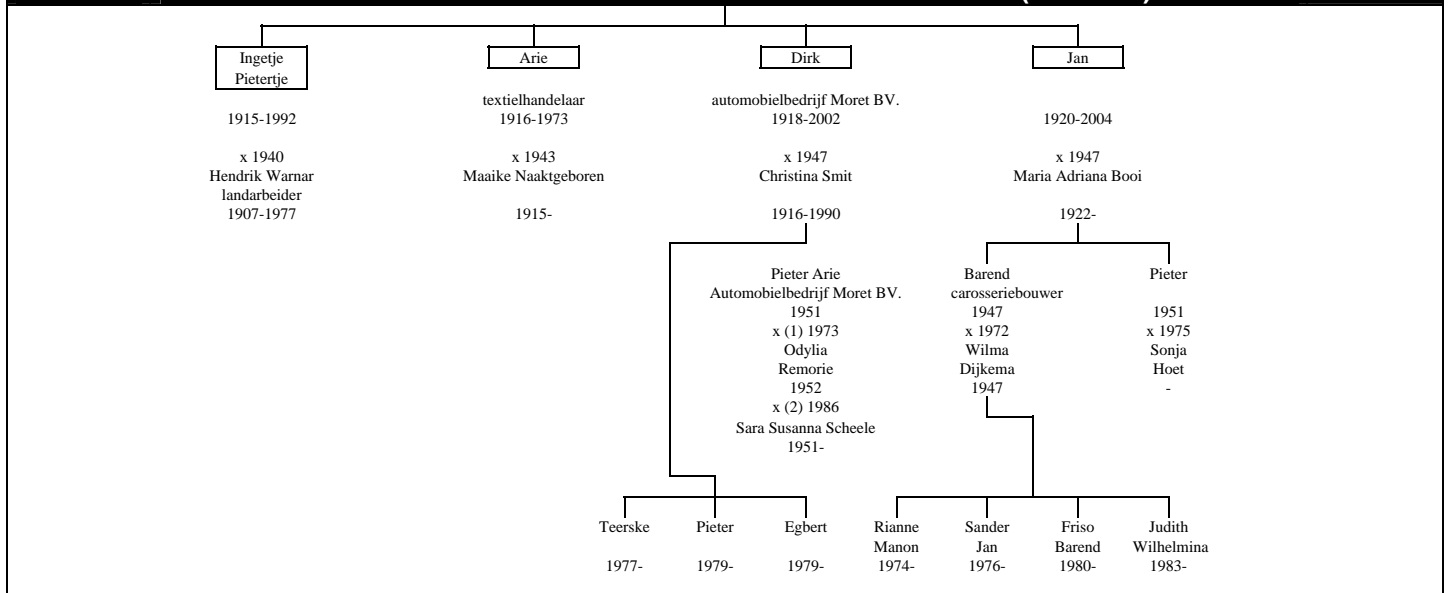 Ingetje
Pietertje
1915-1992
x 1940
Hendrik Warnar
landarbeider
1907-1977
Arie
textielhandelaar
1916-1973
x 1943
Maaike Naaktgeboren
1915-
Dirk
automobielbedrijf Moret BV.
1918-2002
x 1947
Christina Smit
1916-1990
Jan
1920-2004
x 1947
Maria Adriana Booi
1922-
Pieter Arie
Automobielbedrijf Moret BV.
1951
x (1) 1973
Odylia
Remorie
1952
x (2) 1986
Sara Susanna Scheele
1951-
Barend
carosseriebouwer
1947
x 1972
Wilma
Dijkema
1947
Pieter
1951
x 1975
Sonja
Hoet
-
Teerske
1977-
Pieter
1979-
Egbert
1979-
Rianne
Manon
1974-
Sander
Jan
1976-
Friso
Barend
1980-
Judith
Wilhelmina
1983-